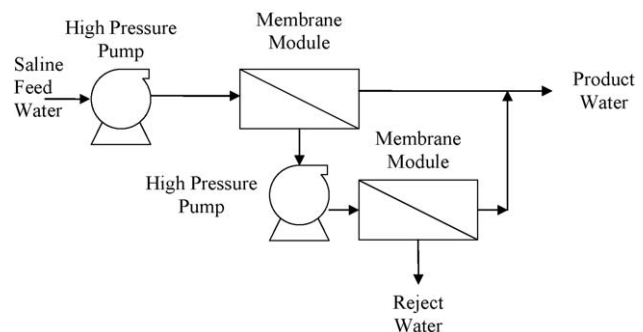 High Pressure
Pump
Membrane
Module
Saline
Feed
Water
Product
Water
Membrane
Module
High Pressure
Pump
Reject
Water